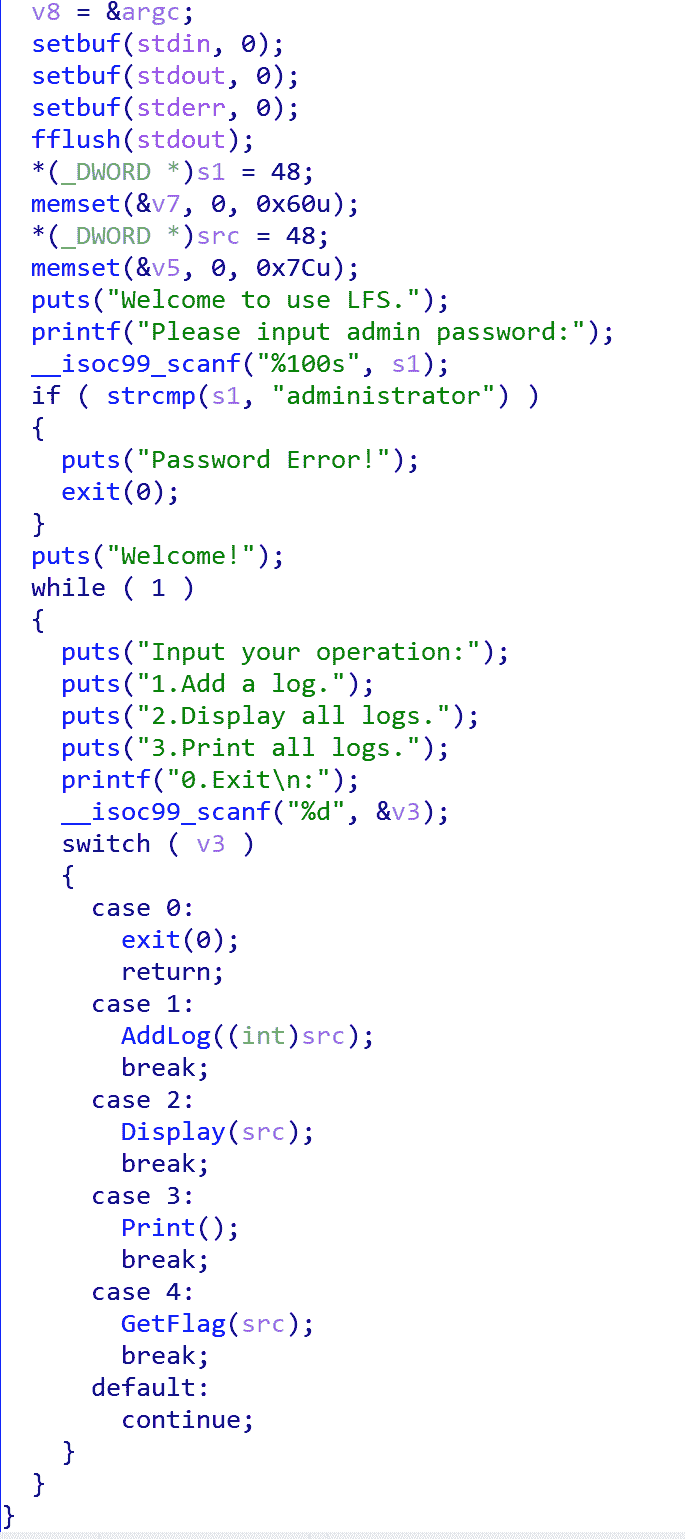 v8 = &argc;
setbuf(stdin, 0);
setbuf(stdout, 0);
setbuf(stderr, 0);
fflush(stdout);
*(_DWORD *)s1 = 48;
memset(&v7, 0, 0x60u);
*(_DWORD *)src = 48;
memset(&v5, 0, 0x7Cu);
puts("Welcome to use LFS.");
printf("Please input admin password:");
__isoc99_scanf("%100s", s1);
if ( strcmp(s1, "administrator") )
{
puts("Password Error!");
exit(0);
}
puts("Welcome!");
while ( 1 )
{
puts("Input your operation:");
puts("1.Add a log.");
puts("2.Display all logs.");
puts("3.Print all logs.");
printf("0.Exit\n:");
__isoc99_scanf("%d", &v3);
switch ( v3 )
{
case 0:
exit(0);
return;
case 1:
AddLog((int)src);
break;
case 2:
Display(src);
break;
case 3:
Print();
break;
case 4:
GetFlag(src);
break;
default:
continue;
}
}
}